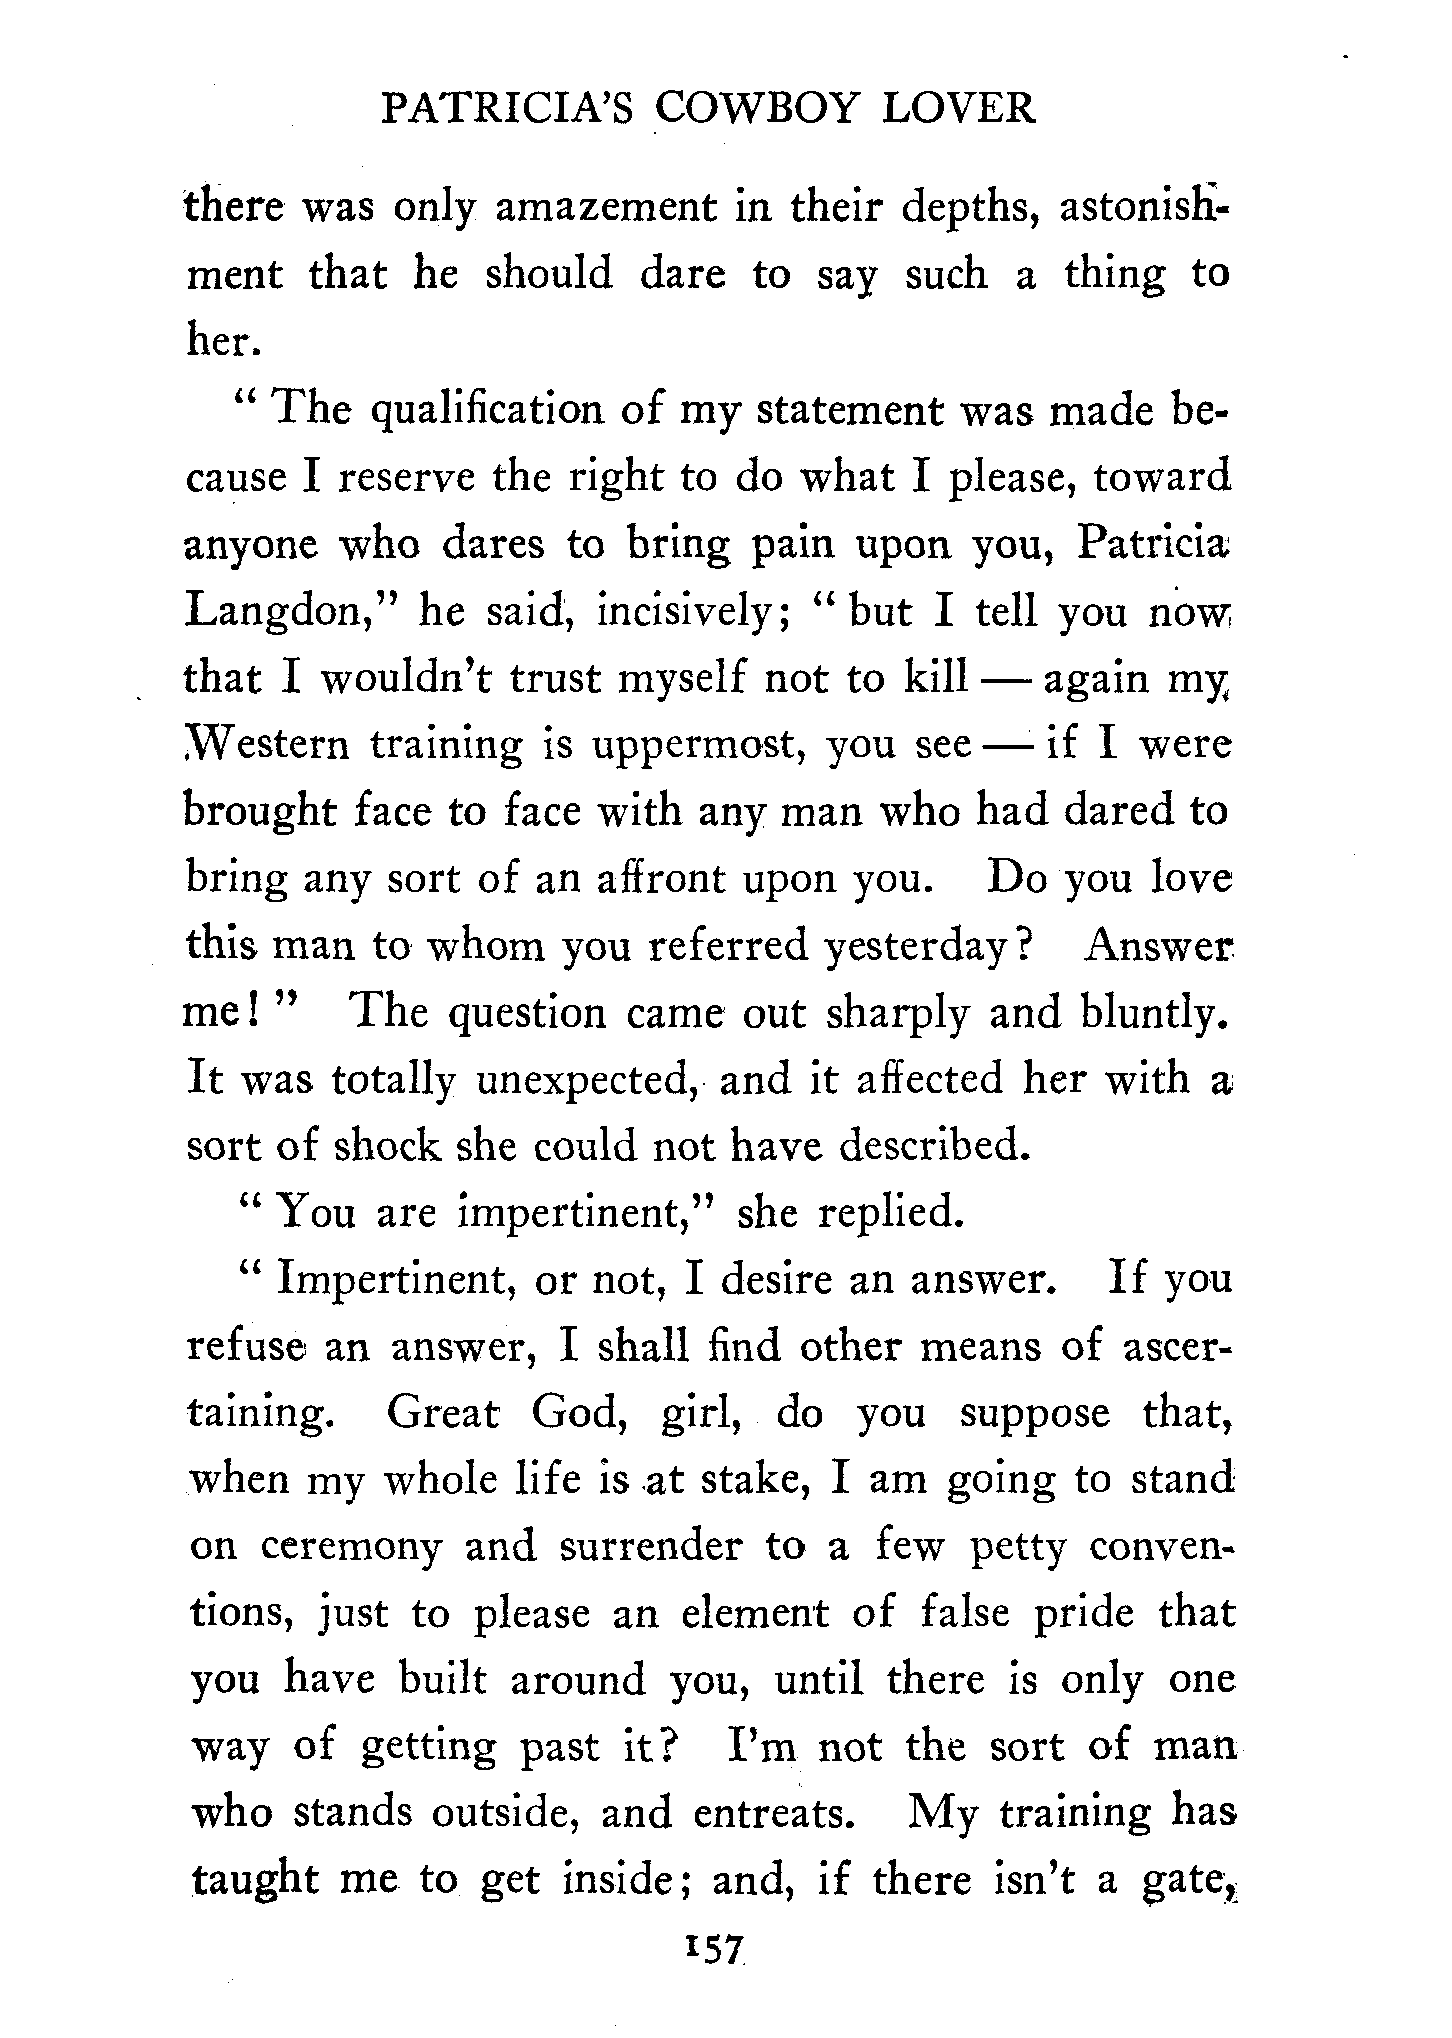 PATRICIA'S COWBOY LOVER
there was only amazement in their depths, astonish-
ment that he should dare to say such a thing to
her.
" The qualification of my statement was made be-
cause I reserve the right to do what I please, toward
anyone who dares to bring pain upon you, Patricia
Langdon," he said, incisively; " but I tell you now
that I wouldn't trust myself not to kill — again my
Western training is uppermost, you see — if I were
brought face to face with any man who had dared to
bring any sort of an affront upon you. Do you love
this man to whom you referred yesterday? Answer
me! " The question came out sharply and bluntly.
It was totally unexpected, and it affected her with a
sort of shock she could not have described.
" You are impertinent," she replied.
" Impertinent, or not, I desire an answer. If you
refuse an answer, I shall find other means of ascer-
taining. Great God, girl, do you suppose that,
when my whole life is at stake, I am going to stand
on ceremony and surrender to a few petty conven-
tions, just to please an element of false pride that
you have built around you, until there is only one
way of getting past it? I'm not the sort of man
who stands outside, and entreats. My training has
taught me to get inside; and, if there isn't a gate,
157